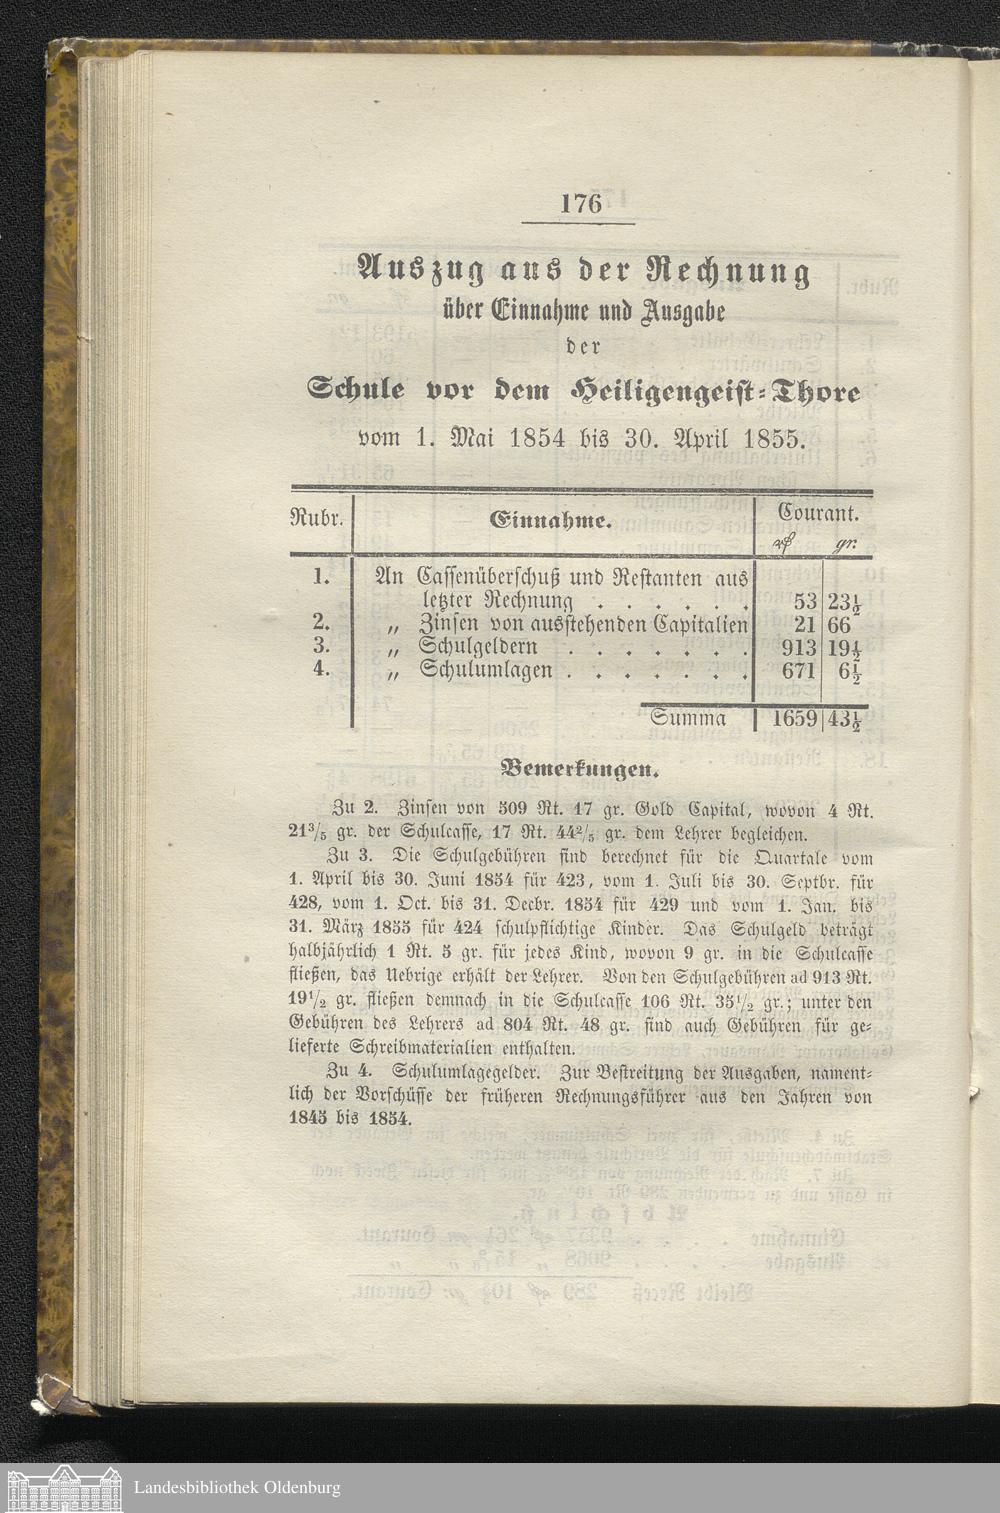 176
Auszug aus der Rechnung
über Einnahme und Ausgabe
der
Schule vor dem Heiligengeist-Thore
vom 1. Mai 1854 bis 30. April 1855.
Rubr. Einnahme. Courant.
₰ gr.
1. An Cassenüberschuß und Restanten aus
letzter Rechnung . . . . . . 53 23½
2. „ Zinsen von ausstehenden Capitalien 21 66
3. „ Schulgeldern . . . . . . . 913 19½
4. „ Schulumlagen . . . . . . . 671 6½
Summa 1659 43½
Bemerkungen.
Zu 2. Zinsen von 509 Rt. 17 gr. Gold Capital, wovon 4 Rt.
21³/₅ gr. der Schulcasse, 17 Rt. 44²/₅ gr. dem Lehrer begleichen.
Zu 3. Die Schulgebühren sind berechnet für die Quartale vom
1. April bis 30. Juni 1854 für 423, vom 1. Juli bis 30. Septbr. für
428, vom 1. Oct. bis 31. Decbr. 1854 für 429 und vom 1. Jan. bis
31. März 1855 für 424 schulpflichtige Kinder. Das Schulgeld beträgt
halbjährlich 1 Rt. 5 gr. für jedes Kind, wovon 9 gr. in die Schulcasse
fließen, das Uebrige erhält der Lehrer. Von den Schulgebühren ad 913 Rt.
19¹/₂ gr. fließen demnach in die Schulcasse 106 Rt. 35¹/₂ gr.; unter den
Gebühren des Lehrers ad 804 Rt. 48 gr. sind auch Gebühren für ge-
lieferte Schreibmaterialien enthalten.
Zu 4. Schulumlagegelder. Zur Bestreitung der Ausgaben, nament-
lich der Vorschüsse der früheren Rechnungsführer aus den Jahren von
1845 bis 1854.
Landesbibliothek Oldenburg